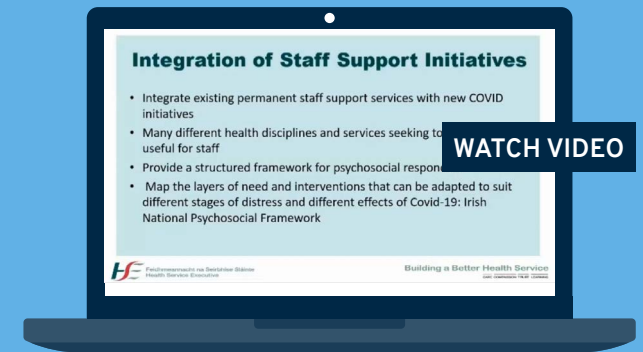 Integration of Staff Support Initiatives
• Integrate existing permanent staff support services with new COVID
initiatives
• Many different health disciplines and services seeking to
useful for staff
WATCH VIDEO
• Provide a structured framework for psychosocial
• Map the layers of need and interventions that can be adapted to suit
different stages of distress and different effects of Covid-19: Irish
National Psychosocial Framework
Feidhmeannacht na Seirbhíse Sláinte
Health Service Executive
Building a Better Health Service